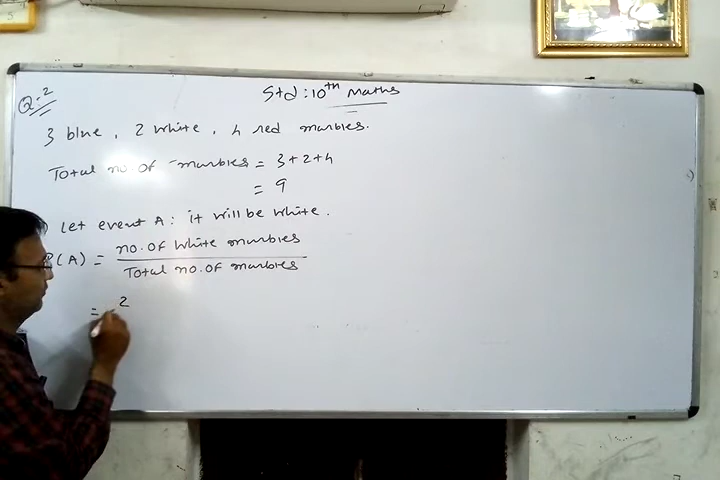 Q:2
Std:10th Maths
3 blue, 2 white, 4 red marbles.
Total no. of marbles = 3+2+4
= 9
) Let event A: it will be white.
P(A) = no. of white marbles
Total no. of marbles
= 2